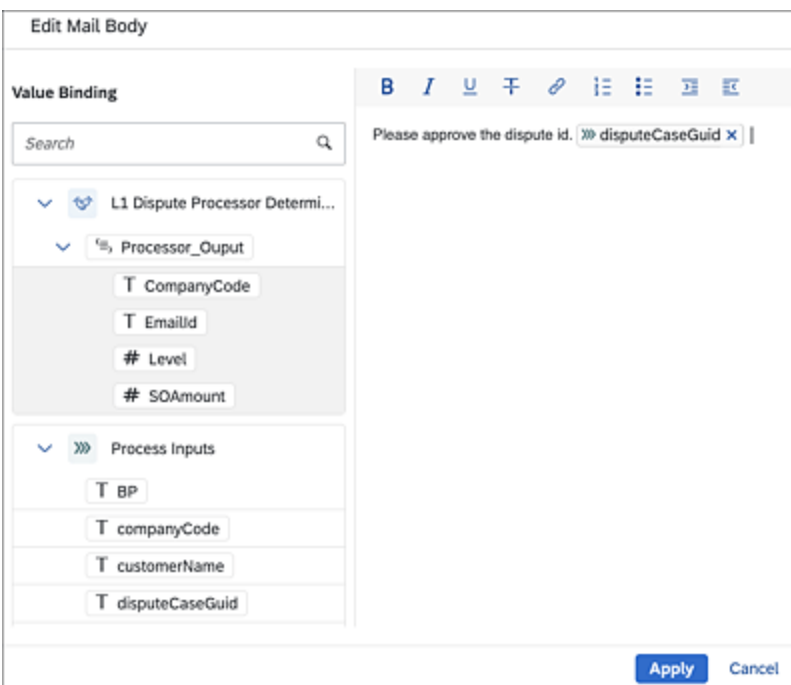 Edit Mail Body
Value Binding
Search
L1 Dispute Processor Determi...
Processor_Ouput
T CompanyCode
T EmailId
# Level
# SOAmount
Process Inputs
T BP
T companyCode
T customerName
T disputeCaseGuid
B I U T
Please approve the dispute id. disputeCaseGuid ×
Apply Cancel